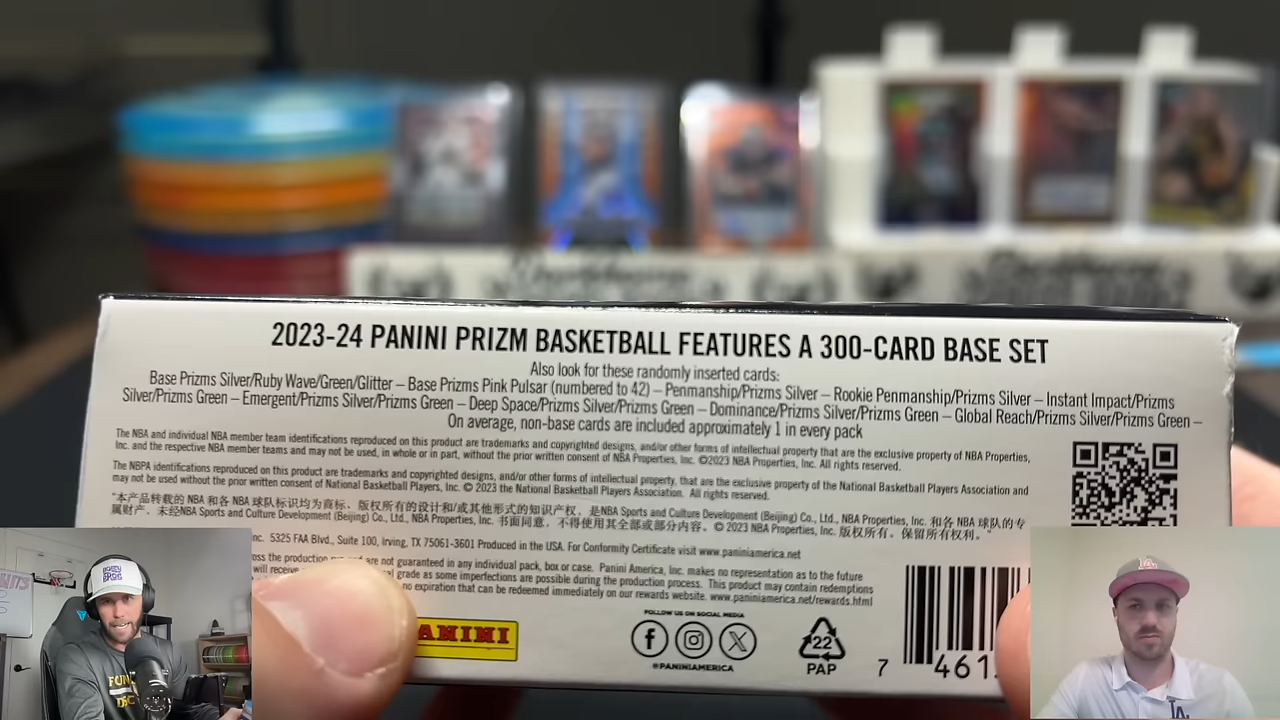 2023-24 PANINI PRIZM BASKETBALL FEATURES A 300-CARD BASE SET
Also look for these randomly inserted cards:
Base Prizms Silver/Ruby Wave/Green/Glitter – Base Prizms Pink Pulsar (numbered to 42) – Penmanship/Prizms Silver – Rookie Penmanship/Prizms Silver – Instant Impact/Prizms
Silver/Prizms Green – Emergent/Prizms Silver/Prizms Green – Deep Space/Prizms Silver/Prizms Green – Dominance/Prizms Silver/Prizms Green – Global Reach/Prizms Silver/Prizms Green –
On average, non-base cards are included approximately 1 in every pack
The NBA and individual NBA member team identifications reproduced on this product are trademarks and copyrighted designs, and/or other forms of intellectual property that are the exclusive property of NBA Properties,
Inc. and the respective NBA member teams and may not be used, in whole or in part, without the prior written consent of NBA Properties, Inc. ©2023 NBA Properties, Inc. All rights reserved.
The NBPA identifications reproduced on this product are trademarks and copyrighted designs, and/or other forms of intellectual property, that are the exclusive property of the National Basketball Players Association and
may not be used without the prior written consent of National Basketball Players, Inc. © 2023 the National Basketball Players Association. All rights reserved.
"本产品转载的 NBA 和各 NBA 球队标识均为商标、版权所有的设计和/或其他形式的知识产权，是NBA Sports and Culture Development (Beijing) Co., Ltd., NBA Properties, Inc. 和各 NBA 球队的专
属财产。未经NBA Sports and Culture Development (Beijing) Co., Ltd., NBA Properties, Inc. 书面同意，不得使用其全部或部分内容。© 2023 NBA Properties, Inc. 版权所有。保留所有权利。"
nc. 5325 FAA Blvd., Suite 100, Irving, TX 75061-3601 Produced in the USA. For Conformity Certificate visit www.paniniamerica.net
oss the production are not guaranteed in any individual pack, box or case. Panini America, Inc. makes no representation as to the future
will receive grade as some imperfections are possible during the production process. This product may contain redemptions
no expiration that can be redeemed immediately on our rewards website. www.paniniamerica.net/rewards.html
FOLLOW US ON SOCIAL MEDIA
@PANINIAMERICA
PANINI
22
PAP
7 461
LA